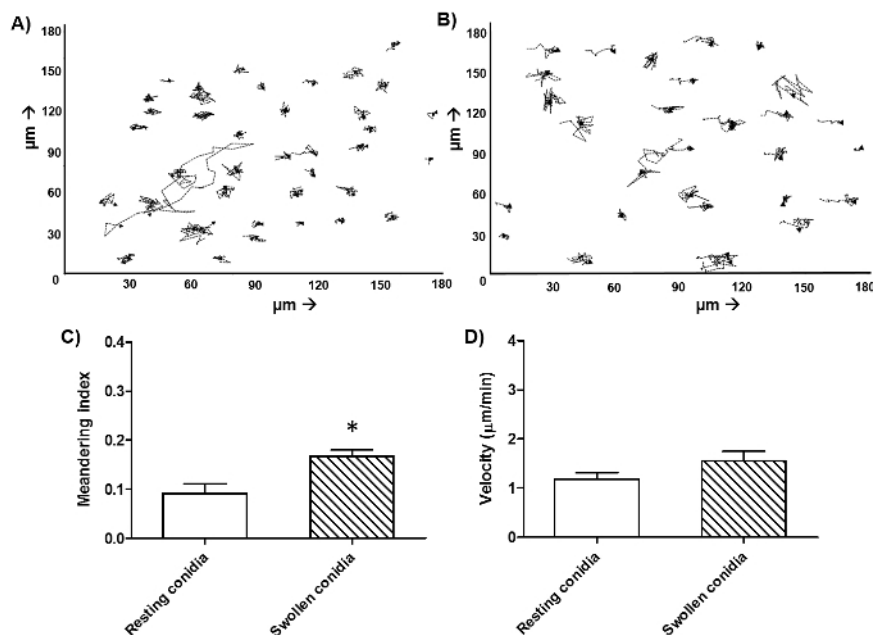 A)
180
150
120
90
60
30
0
µm →
30 60 90 120 150 180
µm →
B)
180
150
120
90
60
30
0
µm →
30 60 90 120 150 180
µm →
C)
Meandering Index
0.4
0.3
0.2
0.1
0.0
*
Resting conidia
Swollen conidia
D)
Velocity (µm/min)
4
3
2
1
0
Resting conidia
Swollen conidia